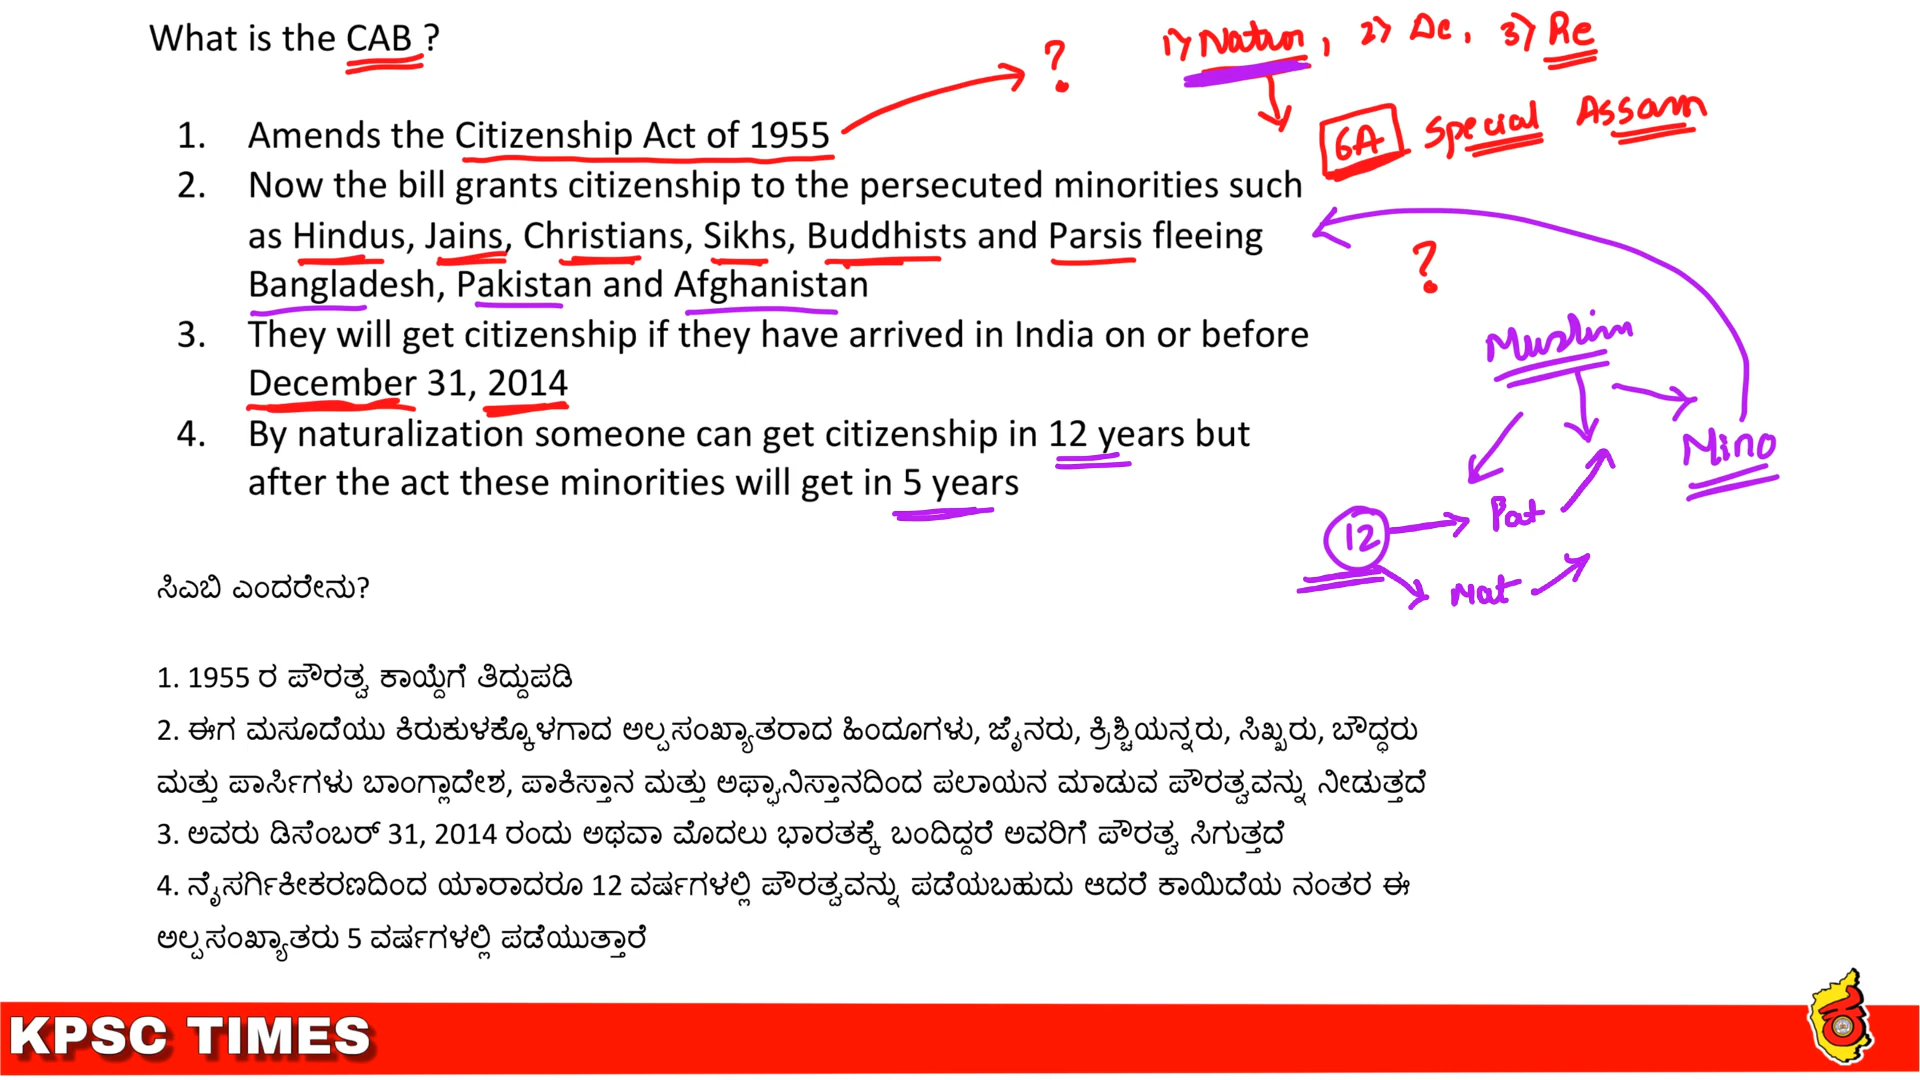 What is the CAB ?
?
1) Natun, 2) De, 3) Re
6A Special Assam
1. Amends the Citizenship Act of 1955
2. Now the bill grants citizenship to the persecuted minorities such
as Hindus, Jains, Christians, Sikhs, Buddhists and Parsis fleeing
Bangladesh, Pakistan and Afghanistan
?
3. They will get citizenship if they have arrived in India on or before
December 31, 2014
Muslim
4. By naturalization someone can get citizenship in 12 years but
after the act these minorities will get in 5 years
Mino
12
Pat
Nat
ಸಿಎಬಿ ಎಂದರೇನು?
1. 1955 ರ ಪೌರತ್ವ ಕಾಯ್ದೆಗೆ ತಿದ್ದುಪಡಿ
2. ಈಗ ಮಸೂದೆಯು ಕಿರುಕುಳಕ್ಕೊಳಗಾದ ಅಲ್ಪಸಂಖ್ಯಾತರಾದ ಹಿಂದೂಗಳು, ಜೈನರು, ಕ್ರಿಶ್ಚಿಯನ್ನರು, ಸಿಖ್ಖರು, ಬೌದ್ಧರು
ಮತ್ತು ಪಾರ್ಸಿಗಳು ಬಾಂಗ್ಲಾದೇಶ, ಪಾಕಿಸ್ತಾನ ಮತ್ತು ಅಫ್ಘಾನಿಸ್ತಾನದಿಂದ ಪಲಾಯನ ಮಾಡುವ ಪೌರತ್ವವನ್ನು ನೀಡುತ್ತದೆ
3. ಅವರು ಡಿಸೆಂಬರ್ 31, 2014 ರಂದು ಅಥವಾ ಮೊದಲು ಭಾರತಕ್ಕೆ ಬಂದಿದ್ದರೆ ಅವರಿಗೆ ಪೌರತ್ವ ಸಿಗುತ್ತದೆ
4. ನೈಸರ್ಗಿಕೀಕರಣದಿಂದ ಯಾರಾದರೂ 12 ವರ್ಷಗಳಲ್ಲಿ ಪೌರತ್ವವನ್ನು ಪಡೆಯಬಹುದು ಆದರೆ ಕಾಯಿದೆಯ ನಂತರ ಈ
ಅಲ್ಪಸಂಖ್ಯಾತರು 5 ವರ್ಷಗಳಲ್ಲಿ ಪಡೆಯುತ್ತಾರೆ
KPSC TIMES